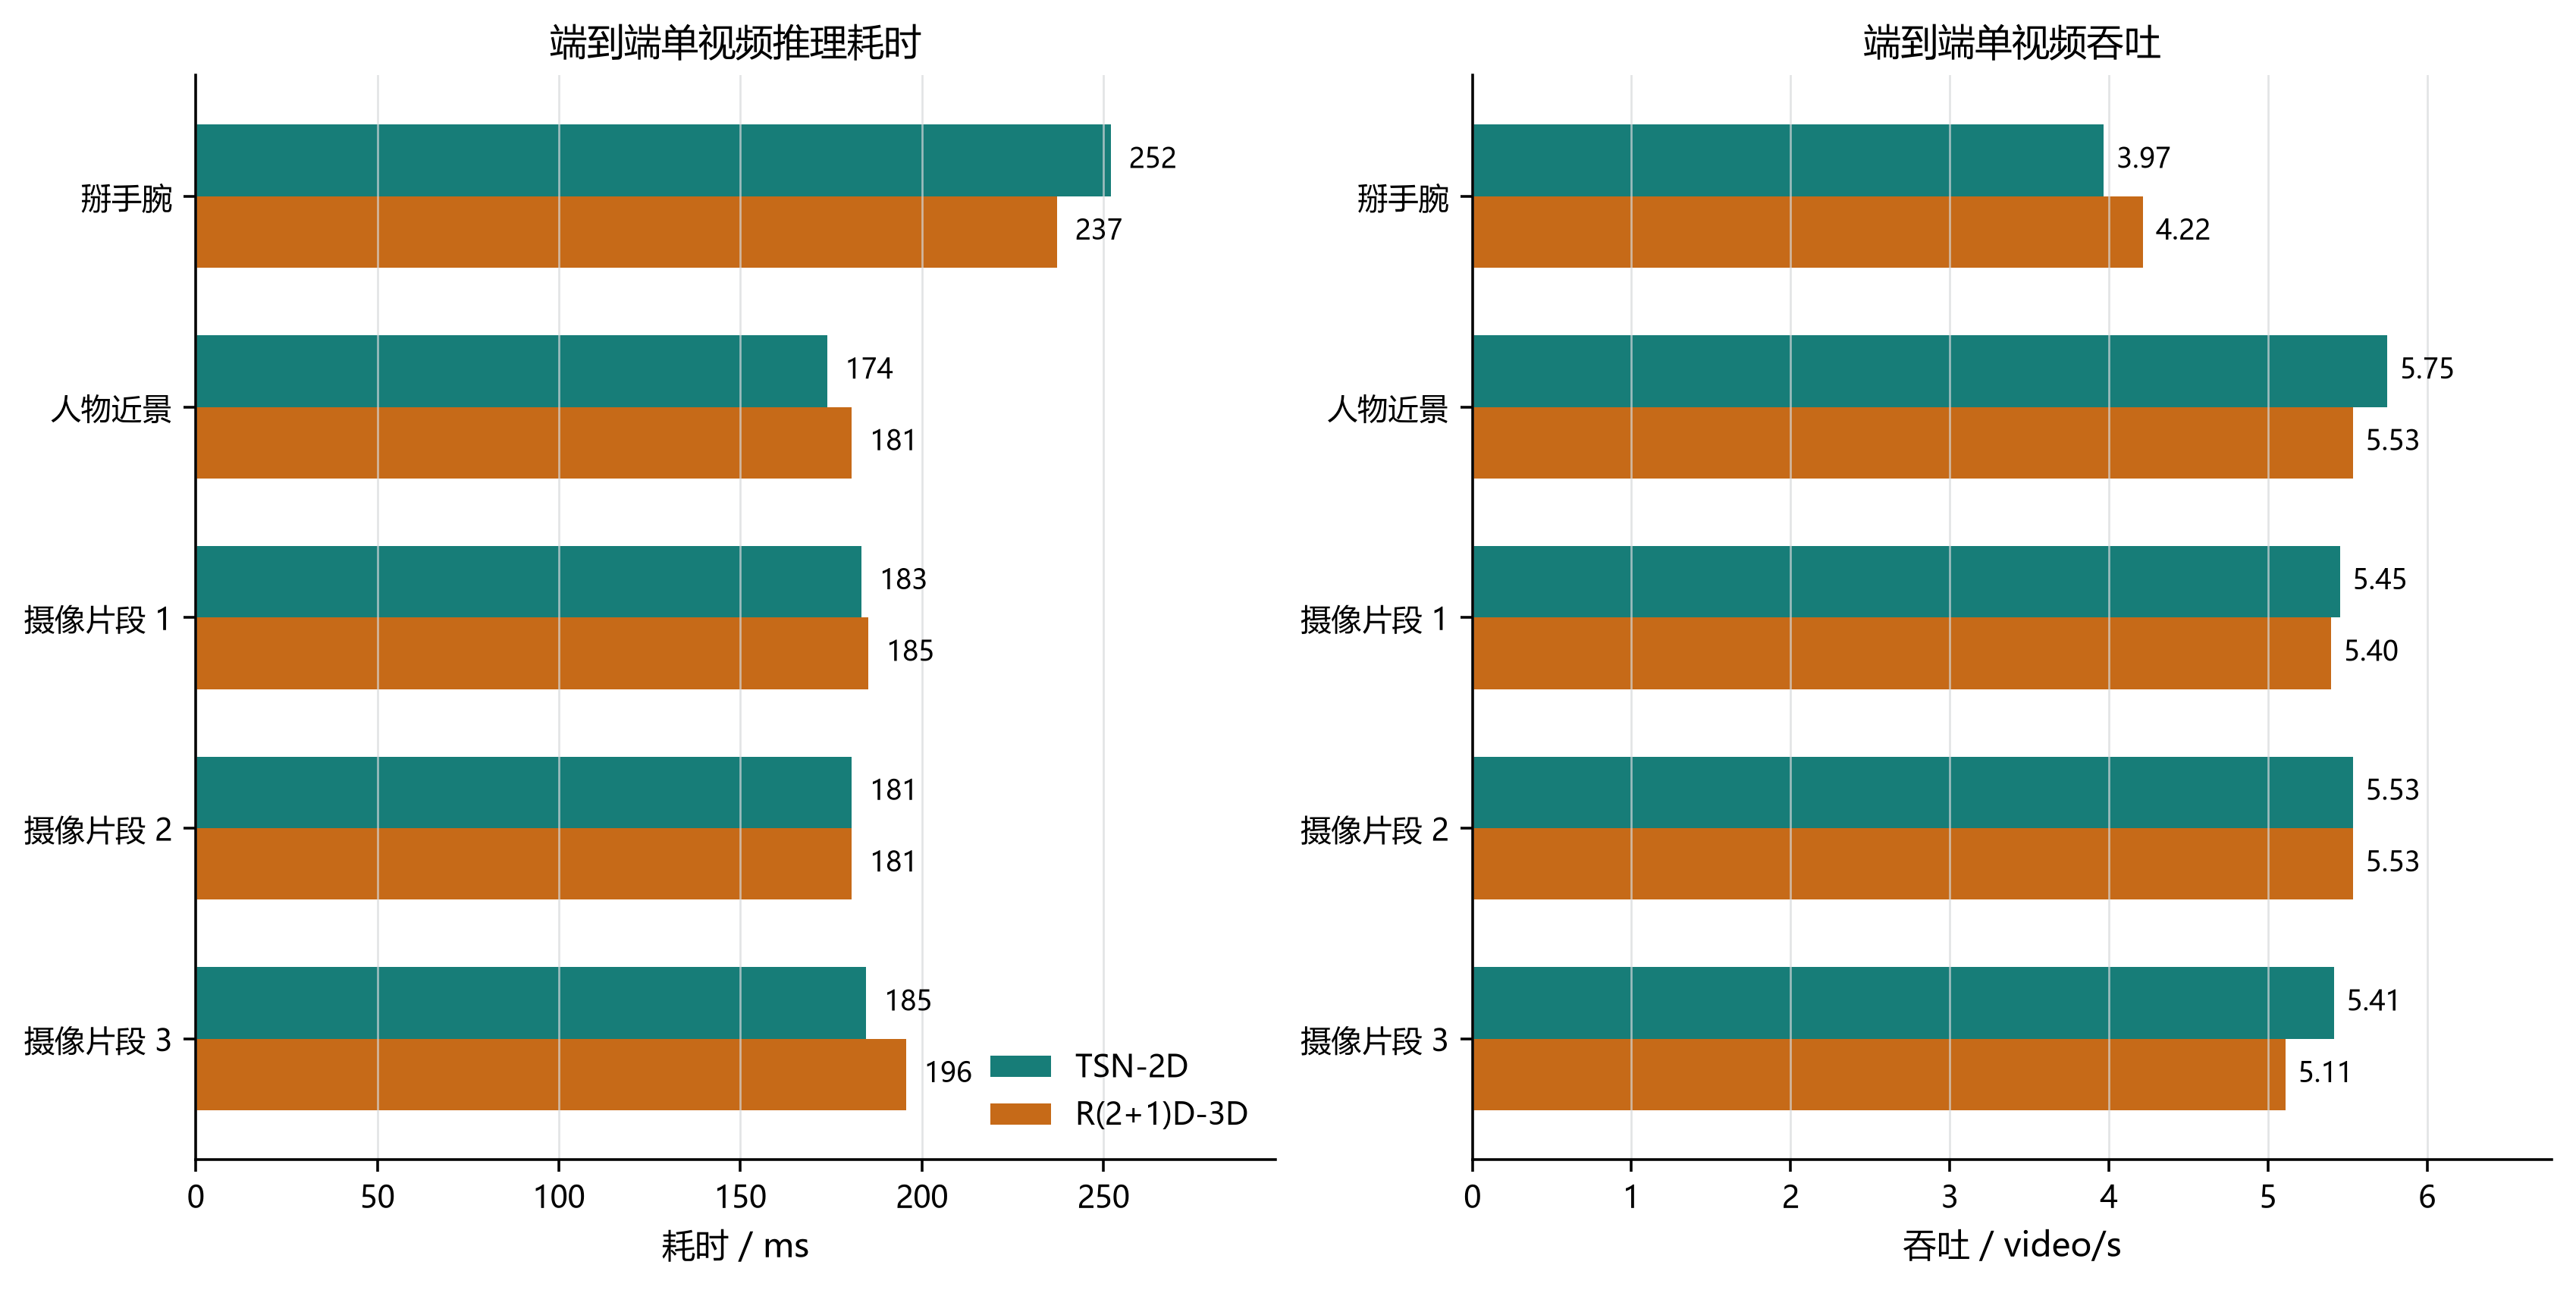 端到端单视频推理耗时
掰手腕
252
237
人物近景
174
181
摄像片段 1
183
185
摄像片段 2
181
181
摄像片段 3
185
196
TSN-2D
R(2+1)D-3D
0 50 100 150 200 250
耗时 / ms
端到端单视频吞吐
掰手腕
3.97
4.22
人物近景
5.75
5.53
摄像片段 1
5.45
5.40
摄像片段 2
5.53
5.53
摄像片段 3
5.41
5.11
0 1 2 3 4 5 6
吞吐 / video/s